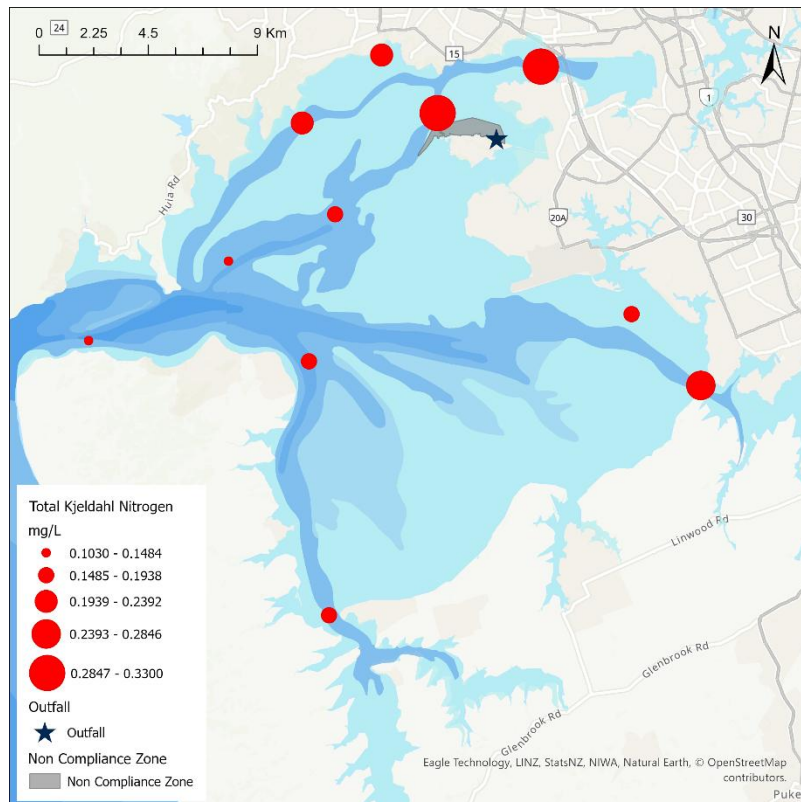 24
0 2.25 4.5 9 Km
15
N
1
Huia Rd
20A
30
Linwood Rd
Glenbrook Rd
Glenbrook Rd
Total Kjeldahl Nitrogen
mg/L
0.1030 - 0.1484
0.1485 - 0.1938
0.1939 - 0.2392
0.2393 - 0.2846
0.2847 - 0.3300
Outfall
Outfall
Non Compliance Zone
Non Compliance Zone
Eagle Technology, LINZ, StatsNZ, NIWA, Natural Earth, © OpenStreetMap
contributors.
Puke